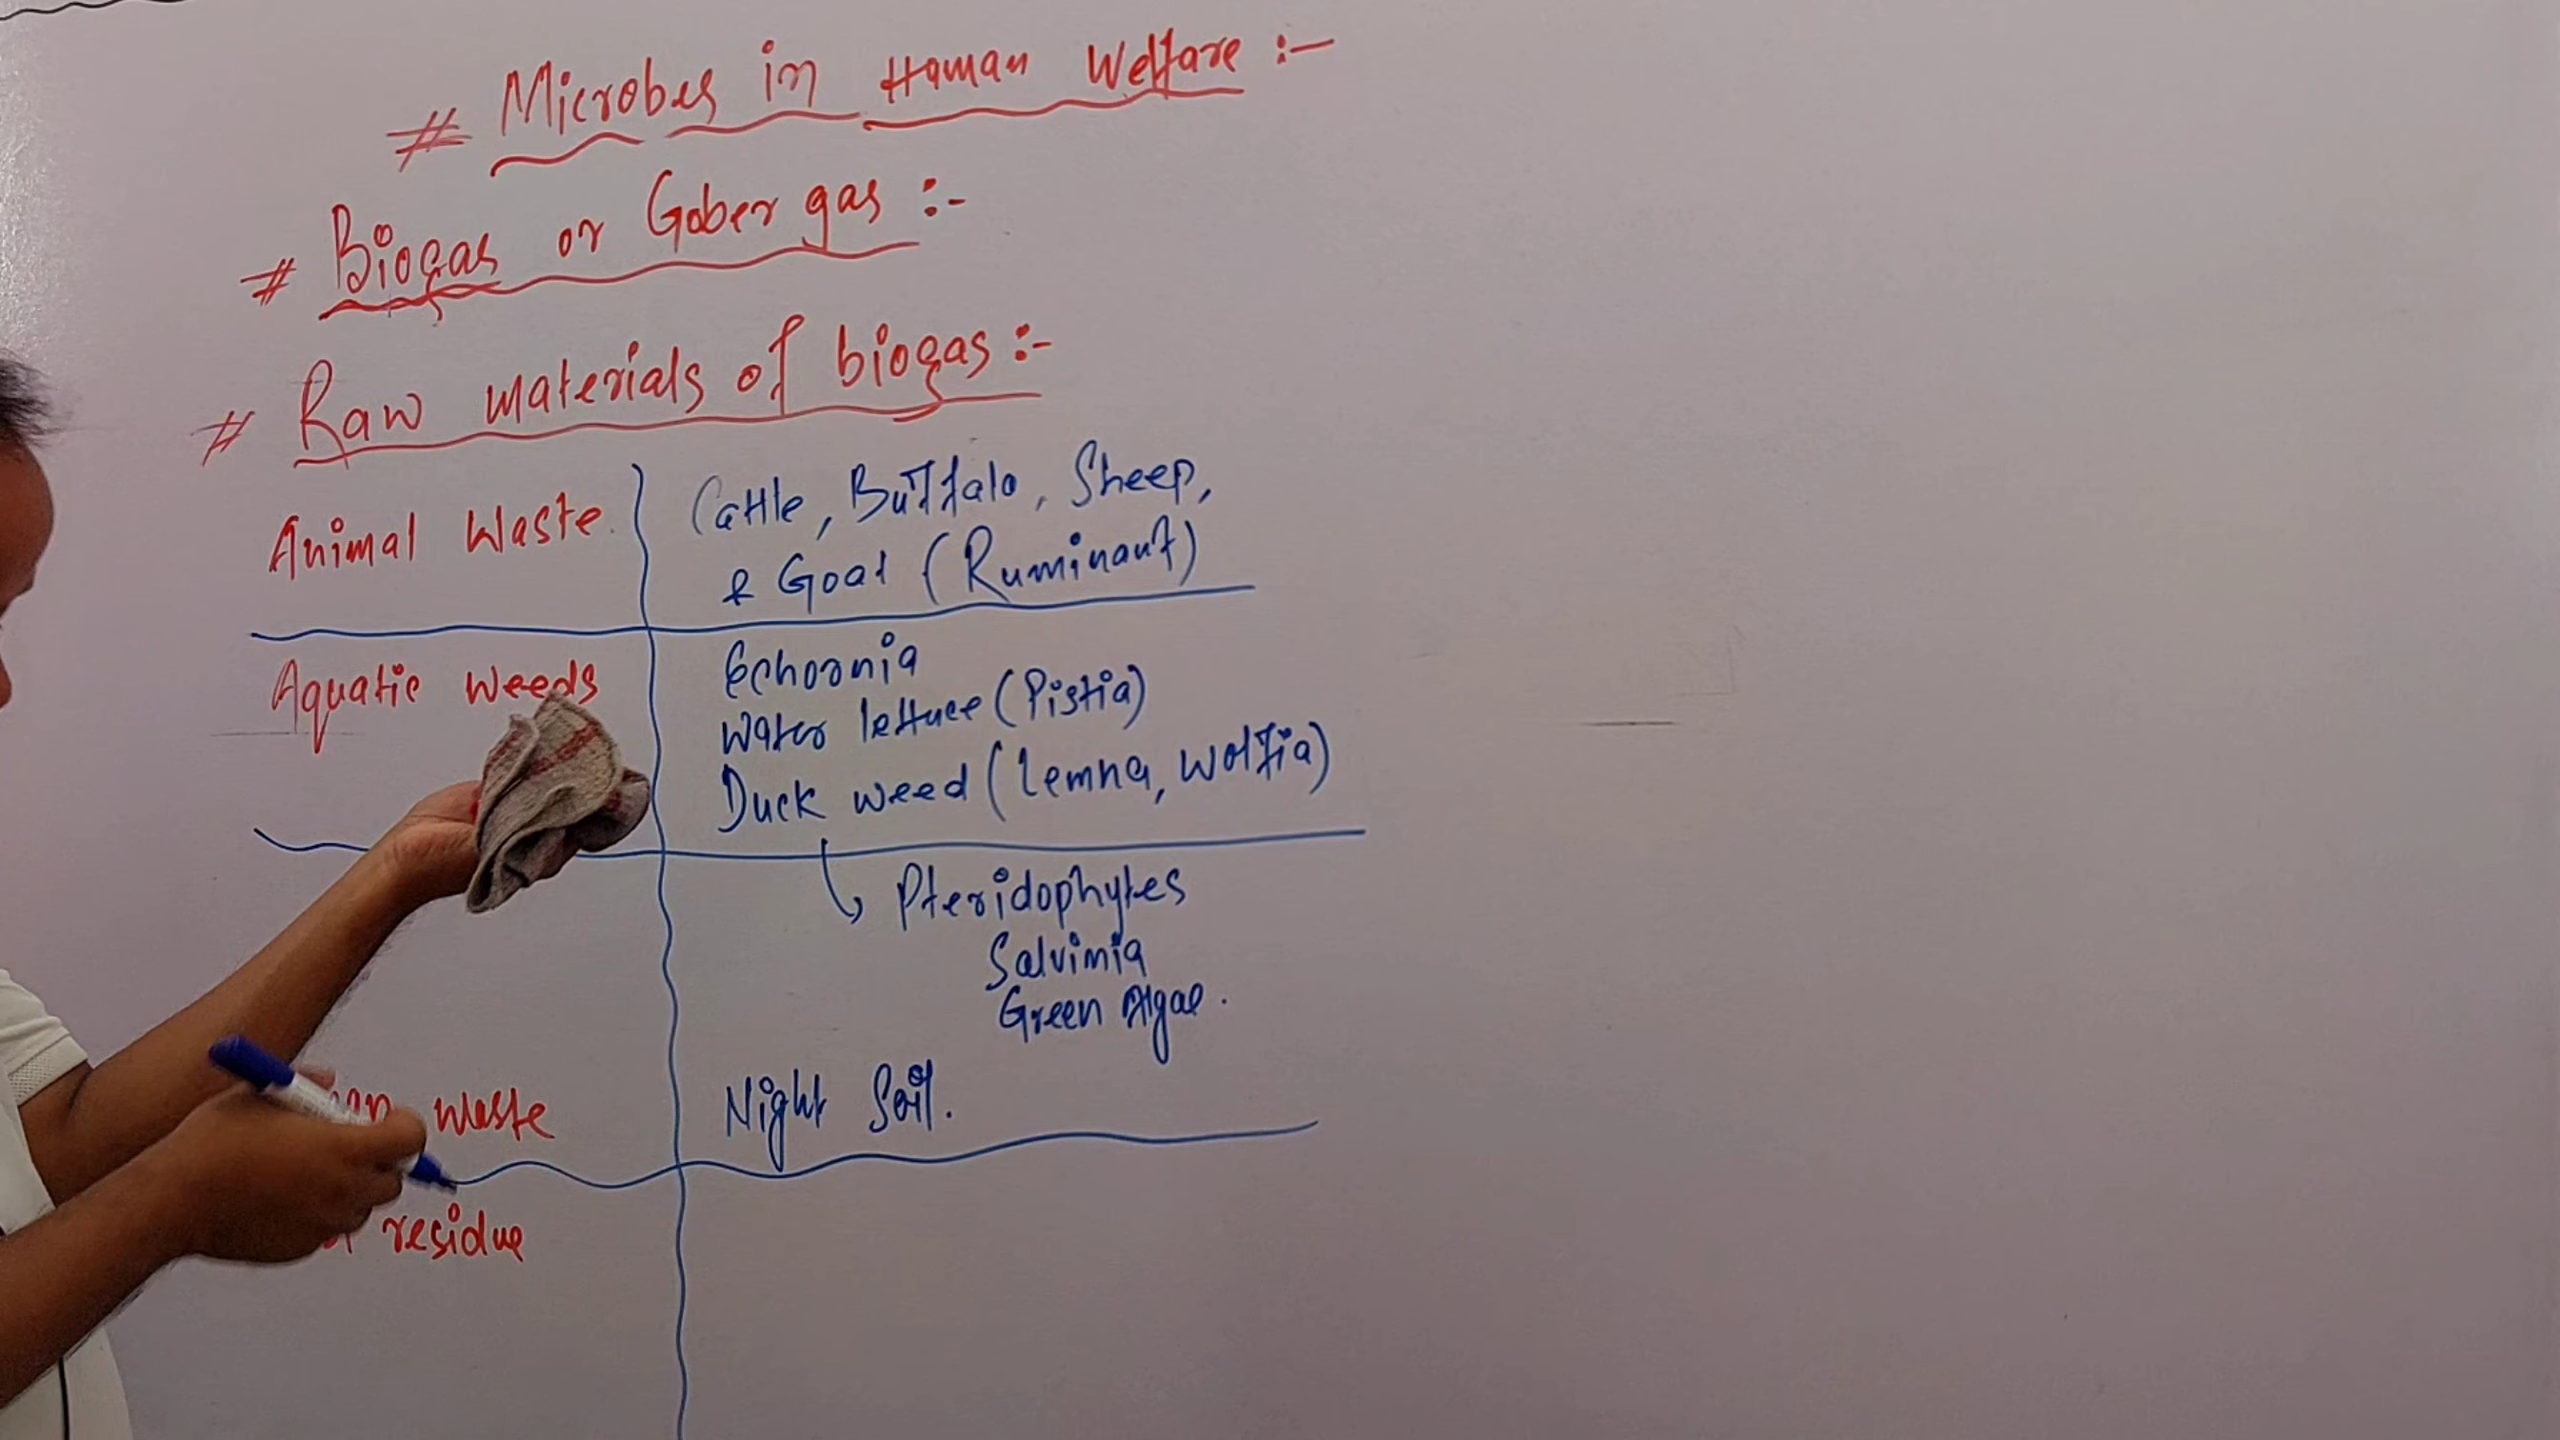 # Microbes in Human Welfare :-
# Biogas or Gober gas :-
# Raw materials of biogas :-
Animal Waste
Cattle, Buffalo, Sheep,
& Goat (Ruminant)
Aquatic weeds
Echornia
Water lettuce (Pistia)
Duck weed (Lemna, Wolfia)
↳ Pteridophytes
Salvinia
Green Algae.
waste
Night Soil.
residue